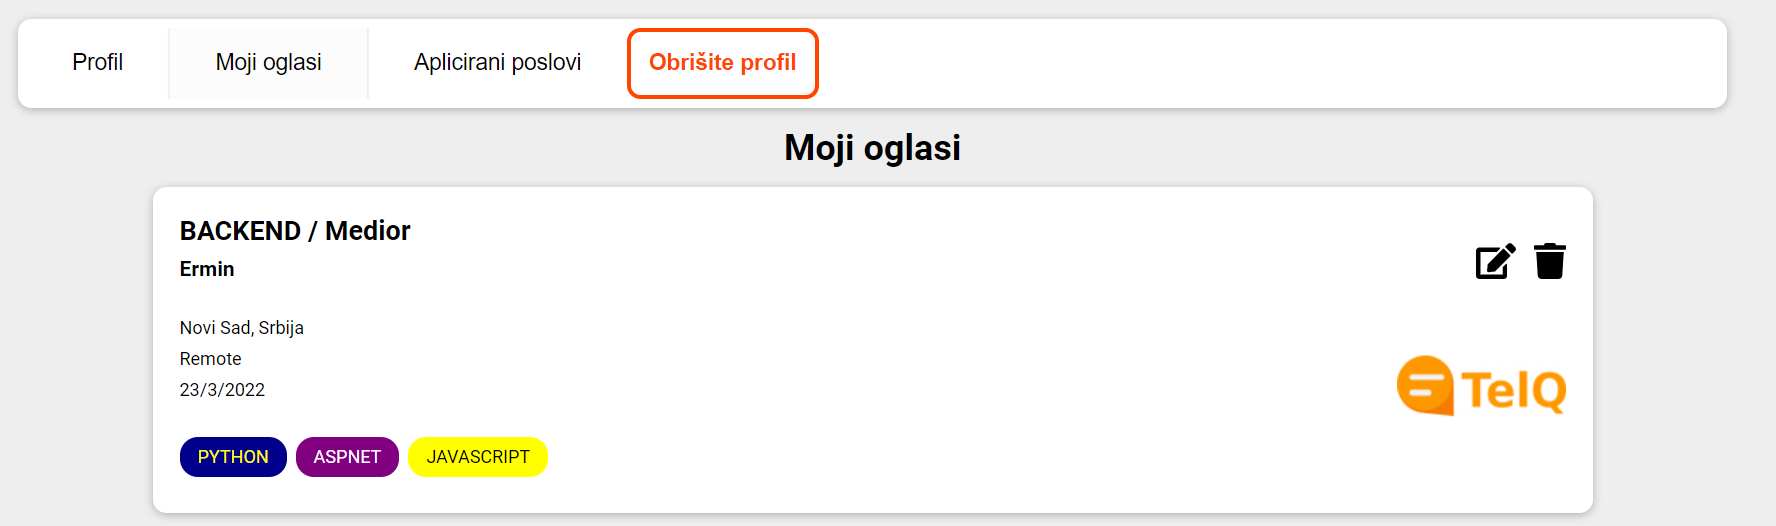 Profil Moji oglasi Aplicirani poslovi Obrišite profil
Moji oglasi
BACKEND / Medior
Ermin
Novi Sad, Srbija
Remote
23/3/2022
TelQ
PYTHON ASPNET JAVASCRIPT